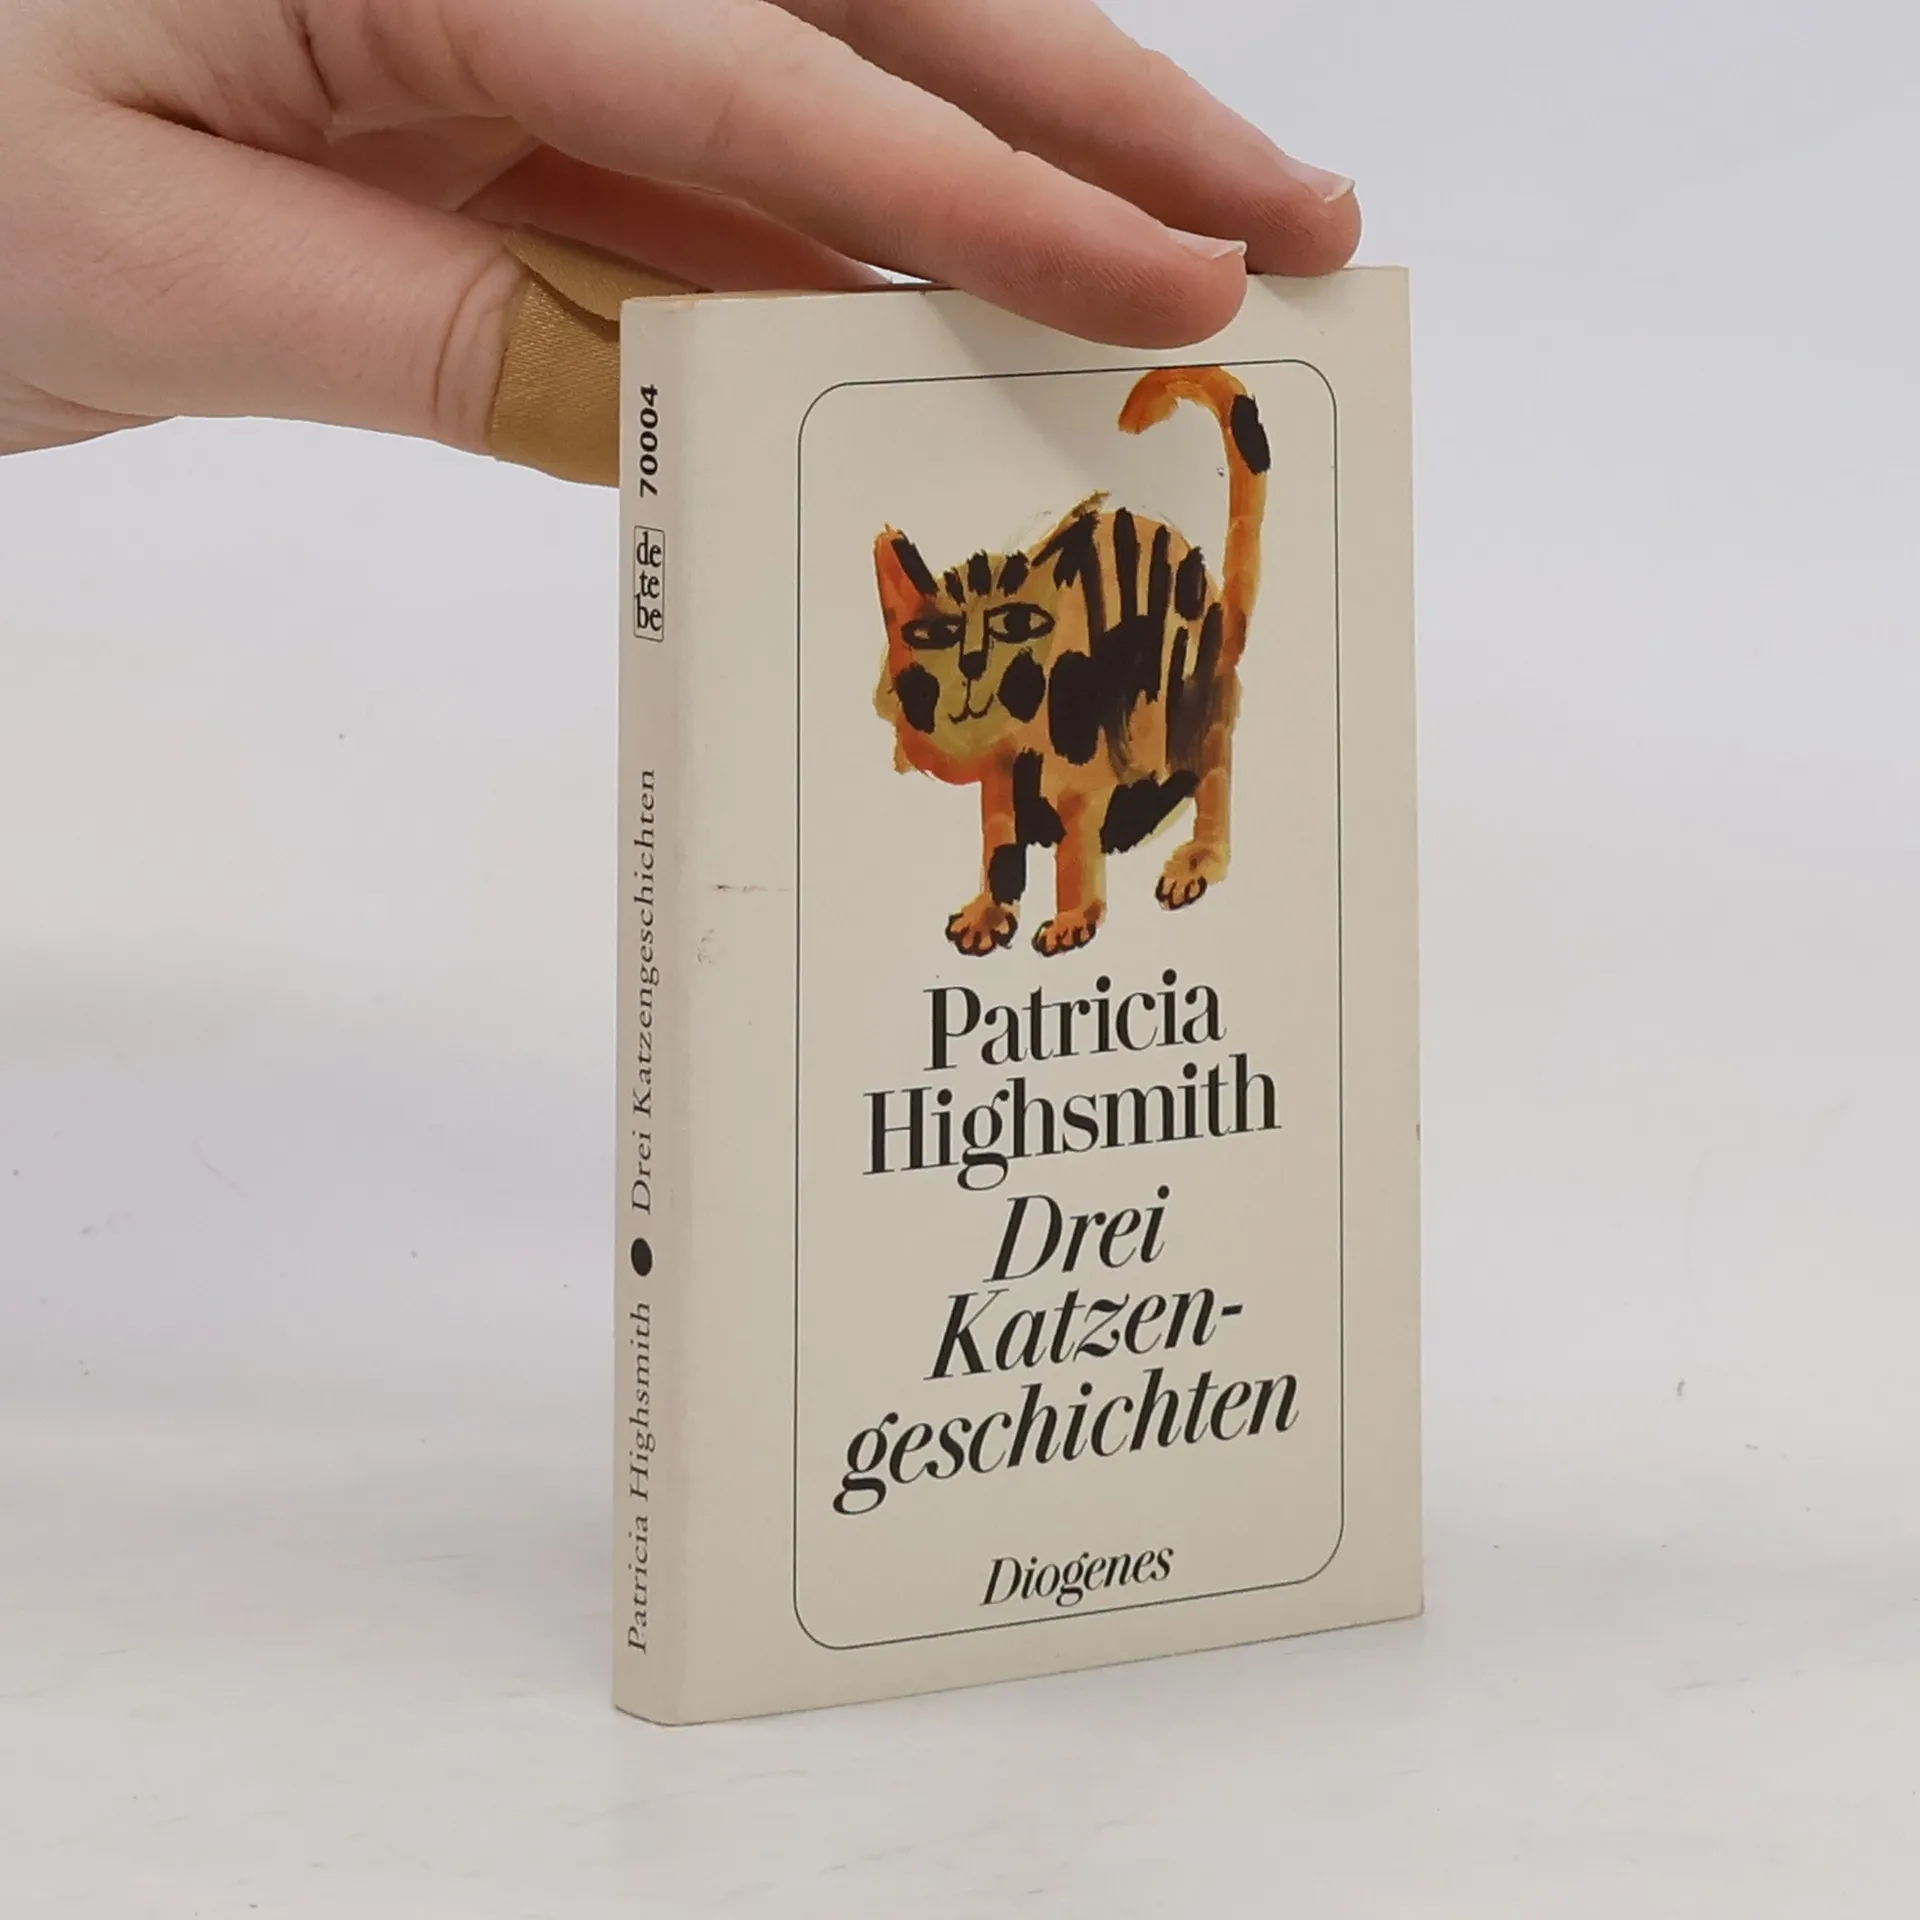 Patricia
Highsmith
Drei
Katzen-
geschichten
Diogenes
Patricia Highsmith ● Drei Katzengeschichten
de
te
be
70004